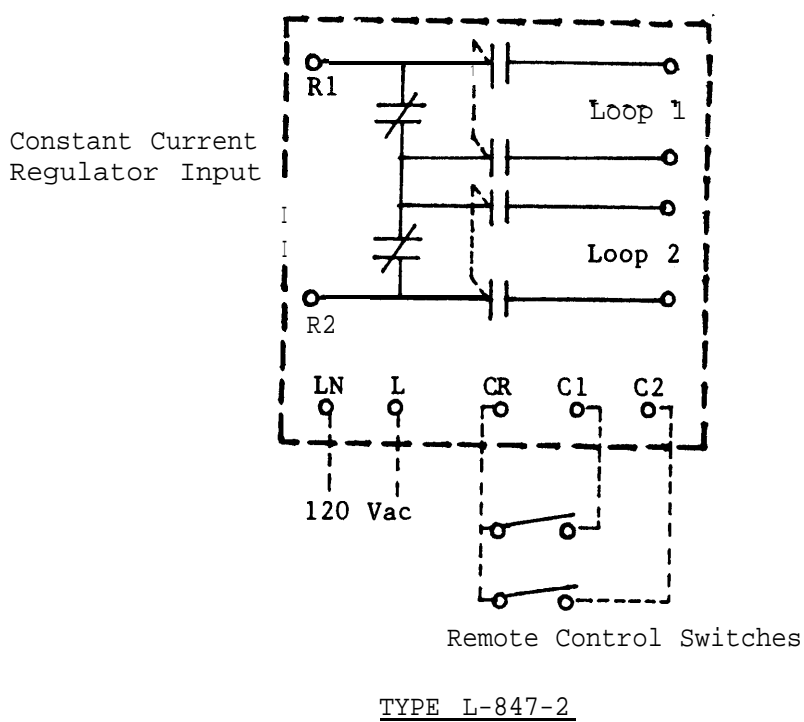 R1
Loop 1
Constant Current
Regulator Input
Loop 2
R2
LN L CR C1 C2
120 Vac
Remote Control Switches
TYPE L-847-2